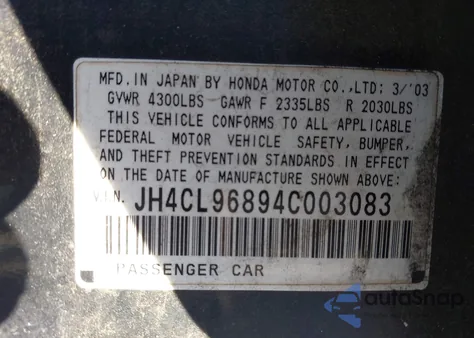 MFD. IN JAPAN BY HONDA MOTOR CO., LTD: 3/'03
GVWR 4300LBS GAWR F 2335LBS R 2030LBS
THIS VEHICLE CONFORMS TO ALL APPLICABLE
FEDERAL MOTOR VEHICLE SAFETY, BUMPER,
AND THEFT PREVENTION STANDARDS IN EFFECT
ON THE DATE OF MANUFACTURE SHOWN ABOVE:
V.I.N. JH4CL96894C003083
PASSENGER CAR
autoSnap